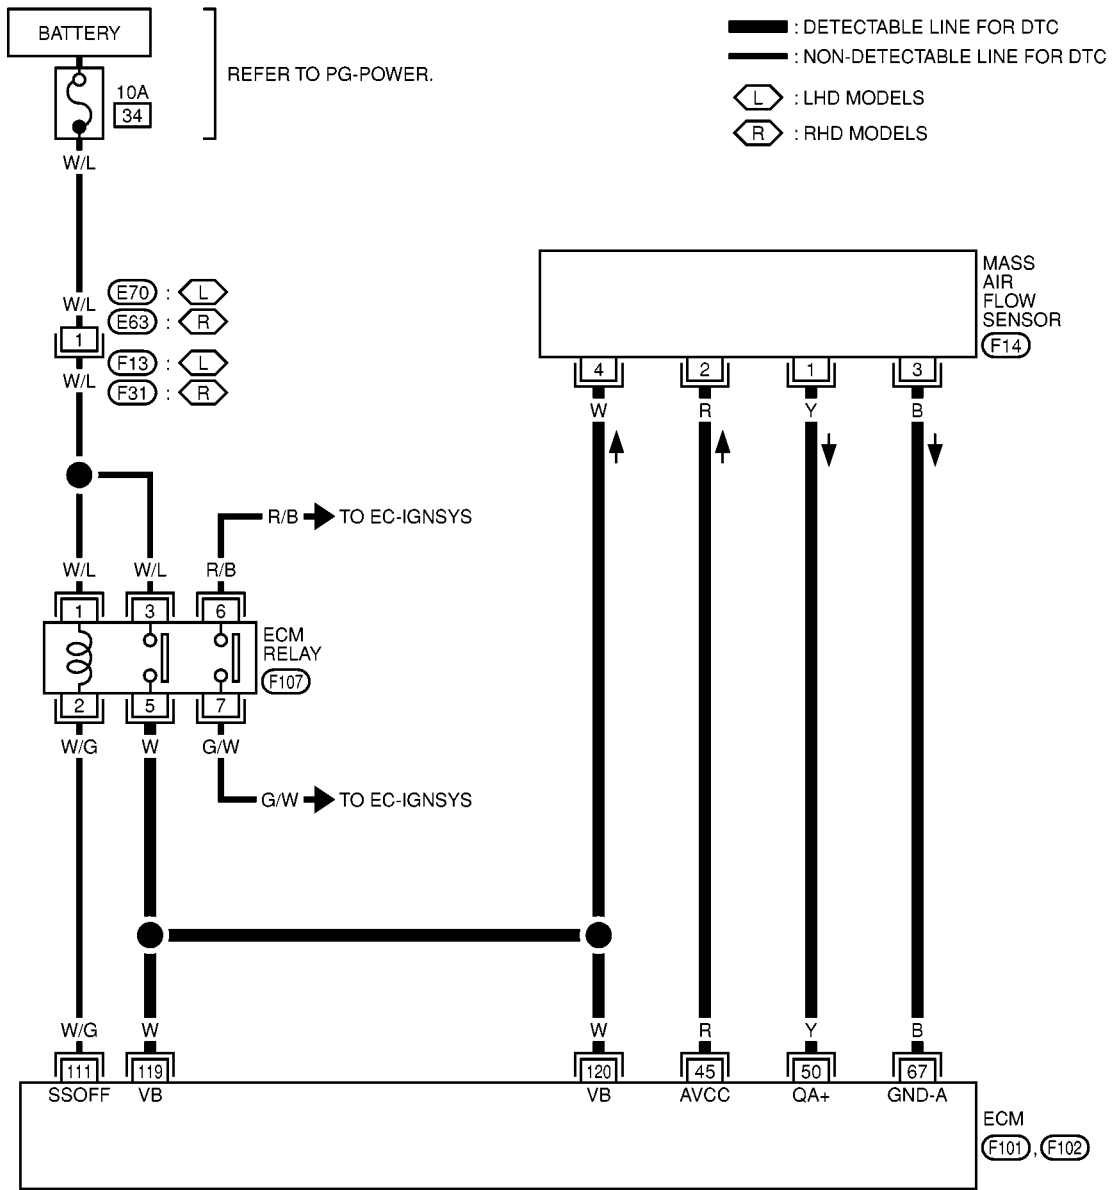 BATTERY
10A
34
REFER TO PG-POWER.
: DETECTABLE LINE FOR DTC
: NON-DETECTABLE LINE FOR DTC
L : LHD MODELS
R : RHD MODELS
W/L
W/L
E70 : L
E63 : R
1
F13 : L
F31 : R
W/L
MASS
AIR
FLOW
SENSOR
F14
4 2 1 3
W R Y B
R/B TO EC-IGNSYS
W/L W/L R/B
1 3 6
ECM
RELAY
F107
2 5 7
W/G W G/W
G/W TO EC-IGNSYS
W/G W W R Y B
111 119 120 45 50 67
SSOFF VB VB AVCC QA+ GND-A
ECM
F101 , F102